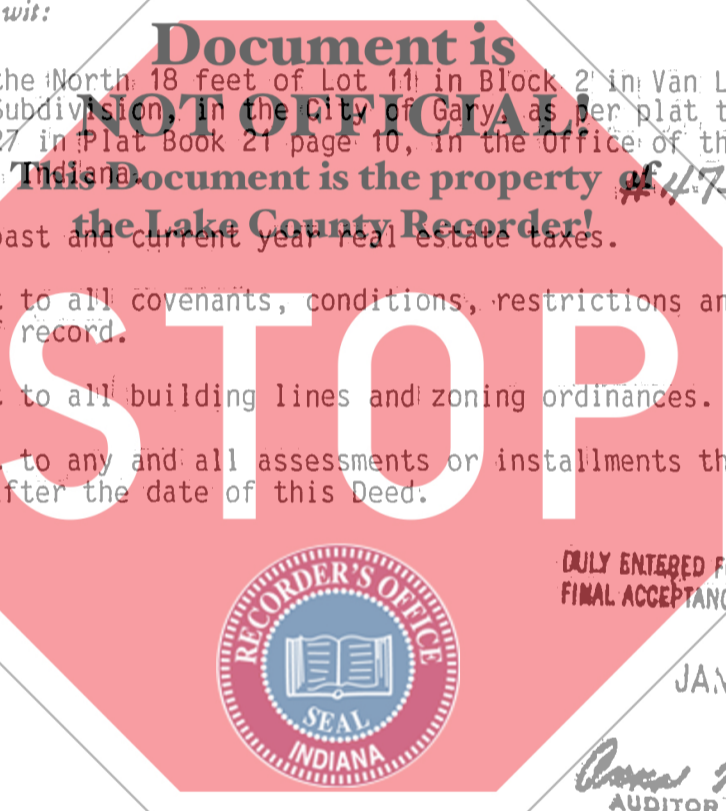 wit:
Document is
the North 18 feet of Lot 11 in Block 2 in Van L
Subdivision, in the City of Gary, as per plat
NOT OFFICIAL!
27 in Plat Book 21 page 10, in the Office of th
Indiana.
This Document is the property of
#47
the Lake County Recorder!
past and current year real estate taxes.
to all covenants, conditions, restrictions an
record.
STOP
to all building lines and zoning ordinances.
to any and all assessments or installments th
after the date of this Deed.
DULY ENTERED F
FINAL ACCEPTANC
RECORDER'S OFFICE
JAN
SEAL
INDIANA
AUDITOR